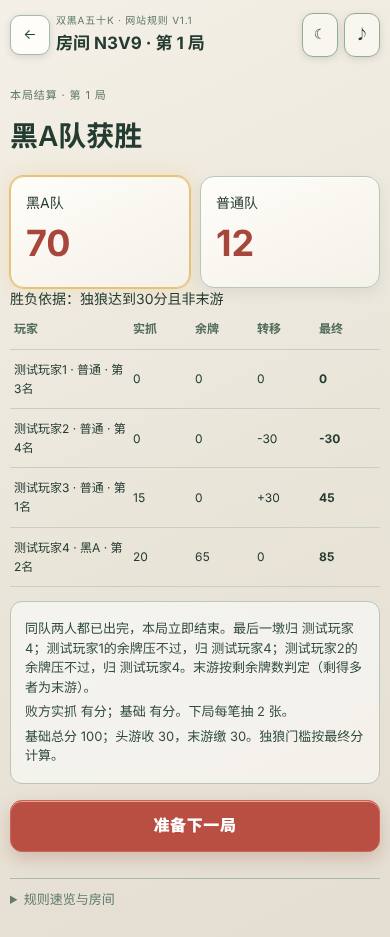 ←
双黑A五十K · 网站规则 V1.1
房间 N3V9 · 第 1 局
☾
♪
本局结算 · 第 1 局
黑A队获胜
黑A队
70
普通队
12
胜负依据：独狼达到30分且非末游
玩家 实抓 余牌 转移 最终
测试玩家1 · 普通 · 第
3名 0 0 0 0
测试玩家2 · 普通 · 第
4名 0 0 -30 -30
测试玩家3 · 普通 · 第
1名 15 0 +30 45
测试玩家4 · 黑A · 第
2名 20 65 0 85
同队两人都已出完，本局立即结束。最后一墩归 测试玩家
4；测试玩家1的余牌压不过，归 测试玩家4；测试玩家2的
余牌压不过，归 测试玩家4。末游按剩余牌数判定（剩得多
者为末游）。
败方实抓 有分；基础 有分。下局每笔抽 2 张。
基础总分 100；头游收 30，末游缴 30。独狼门槛按最终分
计算。
准备下一局
▶ 规则速览与房间